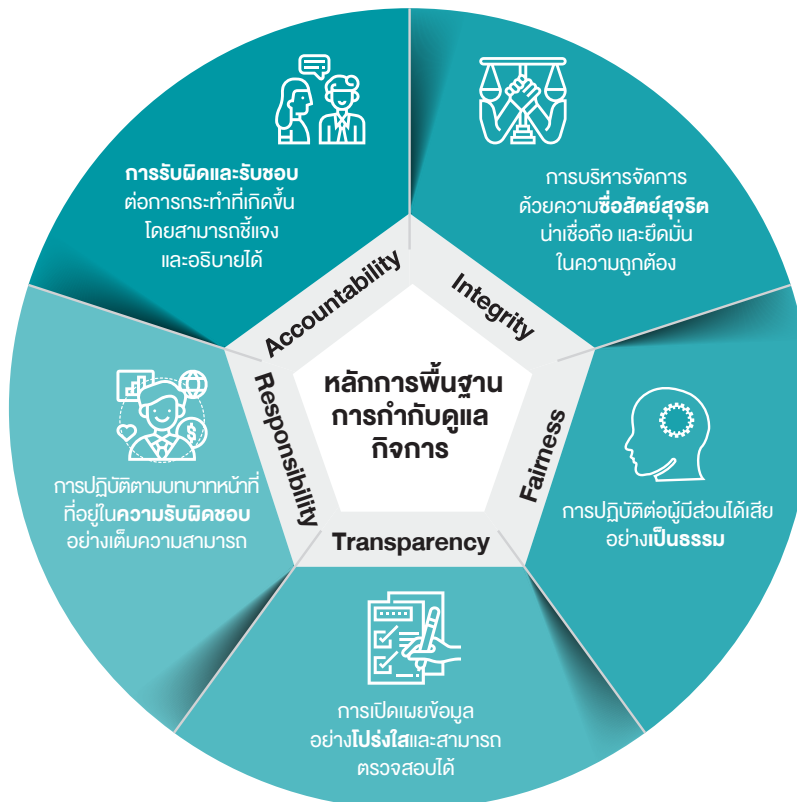 การรับผิดและรับชอบ
ต่อการกระทำที่เกิดขึ้น
โดยสามารถชี้แจง
และอธิบายได้
การบริหารจัดการ
ด้วยความซื่อสัตย์สุจริต
น่าเชื่อถือ และยึดมั่น
ในความถูกต้อง
Accountability
Integrity
หลักการพื้นฐาน
การกำกับดูแล
กิจการ
Responsibility
Fairness
Transparency
การปฏิบัติตามบทบาทหน้าที่
ที่อยู่ในความรับผิดชอบ
อย่างเต็มความสามารถ
การปฏิบัติต่อผู้มีส่วนได้เสีย
อย่างเป็นธรรม
การเปิดเผยข้อมูล
อย่างโปร่งใสและสามารถ
ตรวจสอบได้